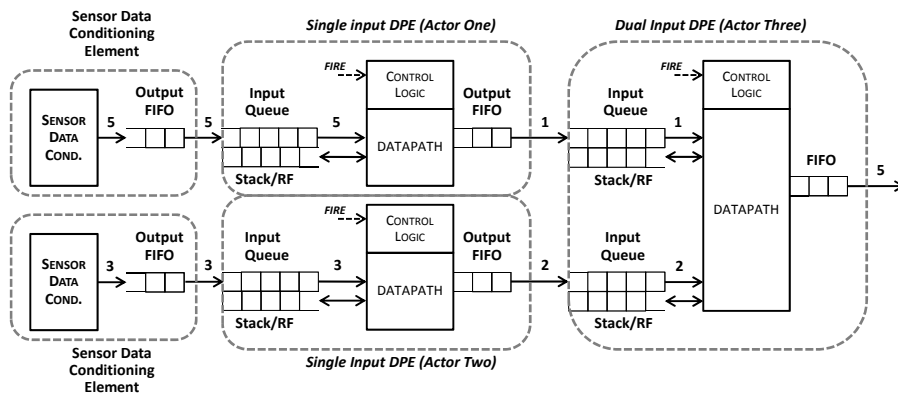 Sensor Data
Conditioning
Element
Single input DPE (Actor One)
Dual Input DPE (Actor Three)
SENSOR
DATA
COND.
5
Output
FIFO
5
Input
Queue
5
Stack/RF
FIRE
CONTROL
LOGIC
DATAPATH
Output
FIFO
1
Input
Queue
1
Stack/RF
FIRE
CONTROL
LOGIC
DATAPATH
FIFO
5
SENSOR
DATA
COND.
3
Output
FIFO
3
Input
Queue
3
Stack/RF
FIRE
CONTROL
LOGIC
DATAPATH
Output
FIFO
2
Input
Queue
2
Stack/RF
Sensor Data
Conditioning
Element
Single Input DPE (Actor Two)